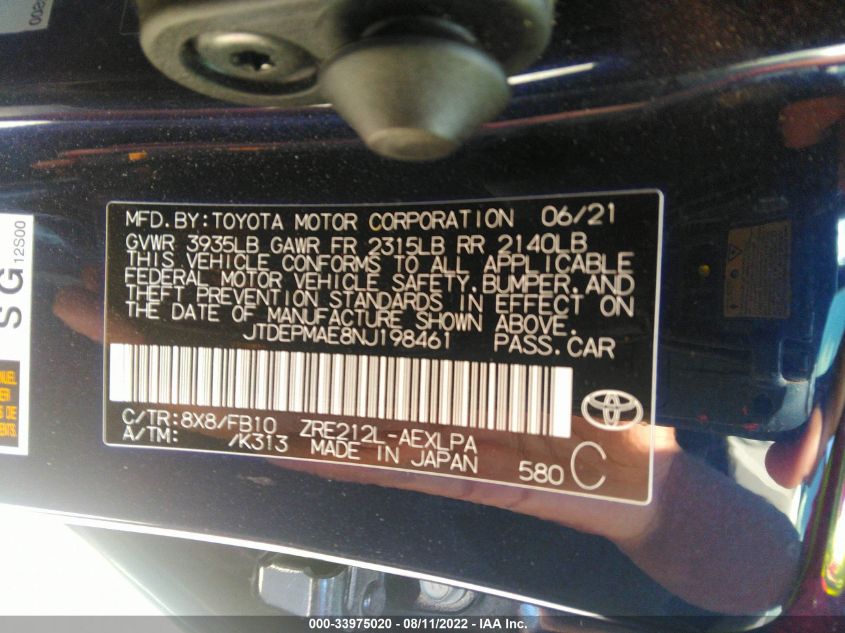 MFD.BY:TOYOTA MOTOR CORPORATION 06/21
GVWR 3935LB GAWR FR 2315LB RR 2140LB
THIS VEHICLE CONFORMS TO ALL APPLICABLE
FEDERAL MOTOR VEHICLE SAFETY,BUMPER,AND
THEFT PREVENTION STANDARDS IN EFFECT ON
THE DATE OF MANUFACTURE SHOWN ABOVE.
JTDEPMAE8NJ198461 PASS.CAR
C/TR:8X8/FB10 ZRE212L-AEXLPA
A/TM: /K313 MADE IN JAPAN 580 C
SG
12S00
000-33975020 - 08/11/2022 - IAA Inc.